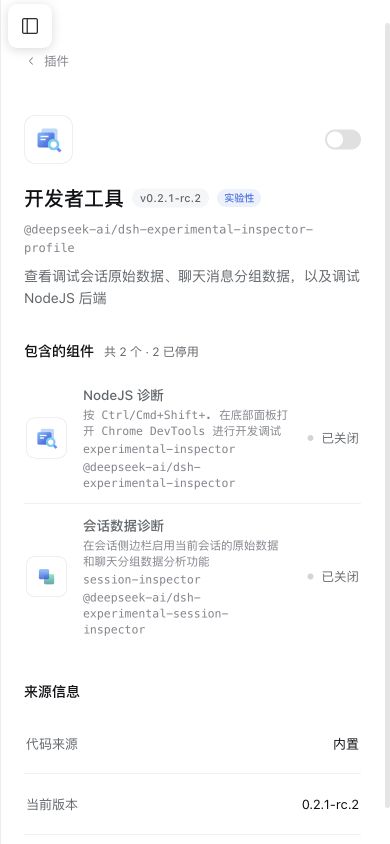 插件
开发者工具 v0.2.1-rc.2 实验性
@deepseek-ai/dsh-experimental-inspector-
profile
查看调试会话原始数据、聊天消息分组数据，以及调试
NodeJS 后端
包含的组件 共 2 个 · 2 已停用
NodeJS 诊断
按 Ctrl/Cmd+Shift+. 在底部面板打
开 Chrome DevTools 进行开发调试
experimental-inspector
@deepseek-ai/dsh-
experimental-inspector
已关闭
会话数据诊断
在会话侧边栏启用当前会话的原始数据
和聊天分组数据分析功能
session-inspector
@deepseek-ai/dsh-
experimental-session-
inspector
已关闭
来源信息
代码来源 内置
当前版本 0.2.1-rc.2